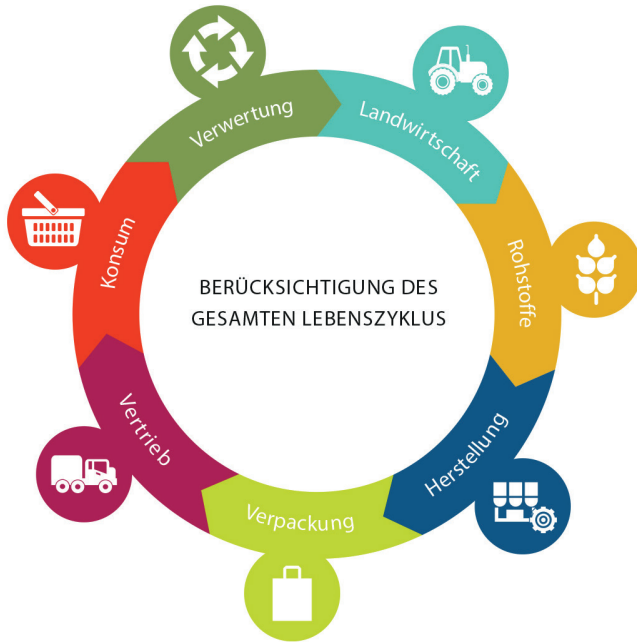 BERÜCKSICHTIGUNG DES
GESAMTEN LEBENSZYKLUS
Landwirtschaft
Rohstoffe
Herstellung
Verpackung
Vertrieb
Konsum
Verwertung